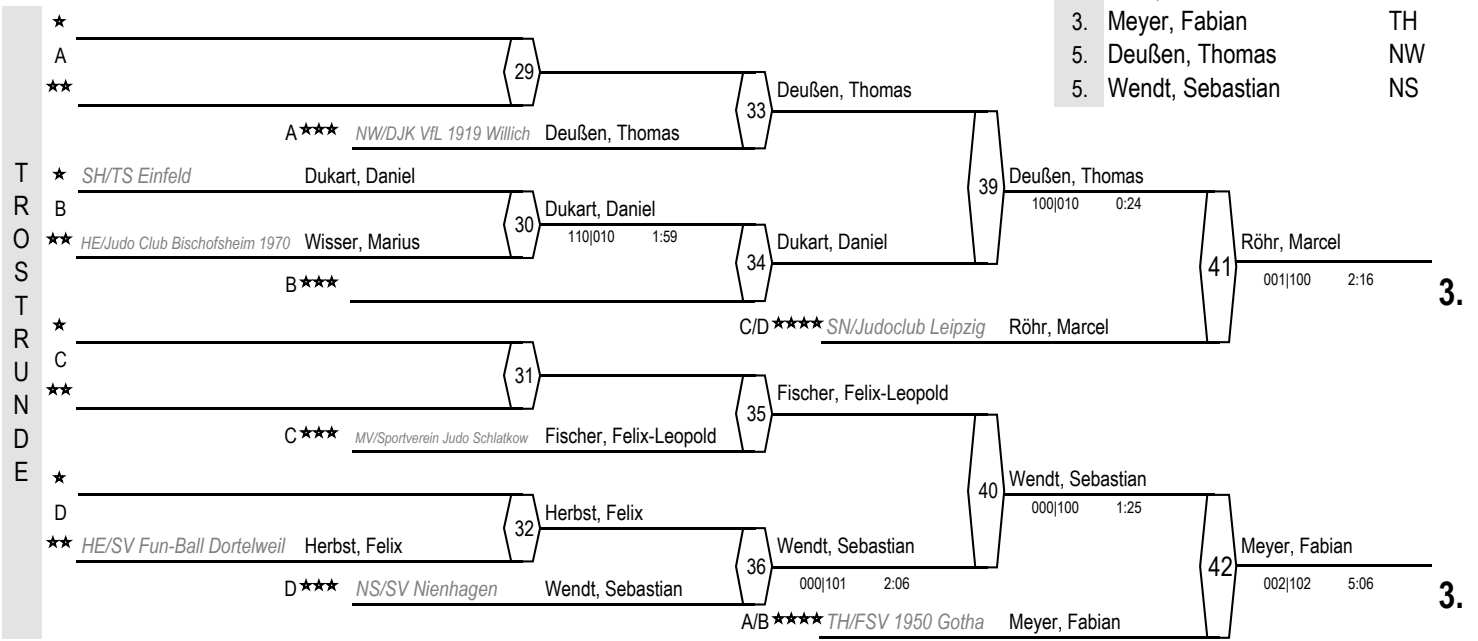 3. Meyer, Fabian TH
5. Deußen, Thomas NW
5. Wendt, Sebastian NS
TROSTRUNDE
★
A
★★
29
A ★★★ NW/DJK VfL 1919 Willich Deußen, Thomas
33
Deußen, Thomas
★ SH/TS Einfeld Dukart, Daniel
B
★★ HE/Judo Club Bischofsheim 1970 Wisser, Marius
30
Dukart, Daniel
110|010 1:59
B ★★★
34
Dukart, Daniel
39
Deußen, Thomas
100|010 0:24
C/D ★★★★ SN/Judoclub Leipzig Röhr, Marcel
41
Röhr, Marcel
001|100 2:16
3.
★
C
★★
31
C ★★★ MV/Sportverein Judo Schlatkow Fischer, Felix-Leopold
35
Fischer, Felix-Leopold
★
D
★★ HE/SV Fun-Ball Dortelweil Herbst, Felix
32
Herbst, Felix
D ★★★ NS/SV Nienhagen Wendt, Sebastian
36
Wendt, Sebastian
000|101 2:06
40
Wendt, Sebastian
000|100 1:25
A/B ★★★★ TH/FSV 1950 Gotha Meyer, Fabian
42
Meyer, Fabian
002|102 5:06
3.